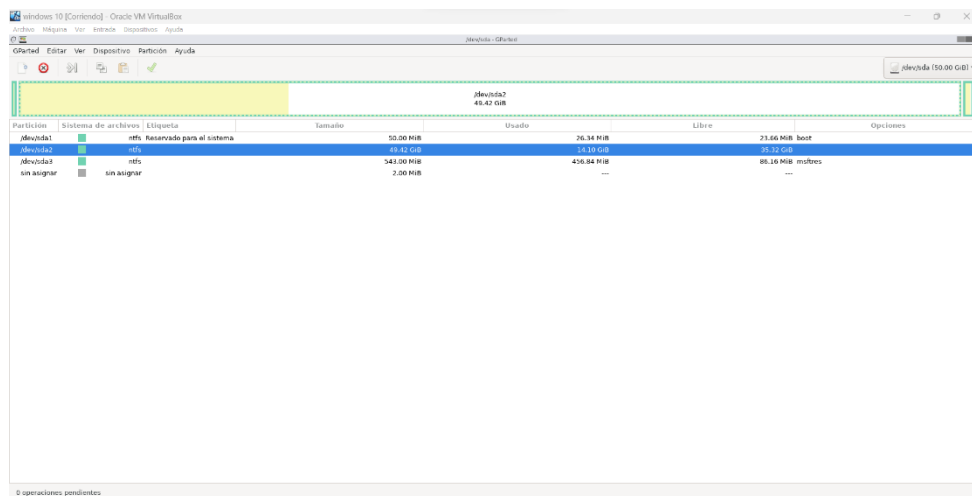 windows 10 [Corriendo] - Oracle VM VirtualBox
Archivo Máquina Ver Entrada Dispositivos Ayuda
/dev/sda - GParted
GParted Editar Ver Dispositivo Partición Ayuda
/dev/sda (50.00 GiB)
/dev/sda2
49.42 GiB
Partición Sistema de archivos Etiqueta Tamaño Usado Libre Opciones
/dev/sda1 ntfs Reservado para el sistema 50.00 MiB 26.34 MiB 23.66 MiB boot
/dev/sda2 ntfs 49.42 GiB 14.10 GiB 35.32 GiB
/dev/sda3 ntfs 543.00 MiB 456.84 MiB 86.16 MiB msftres
sin asignar sin asignar 2.00 MiB --- ---
0 operaciones pendientes